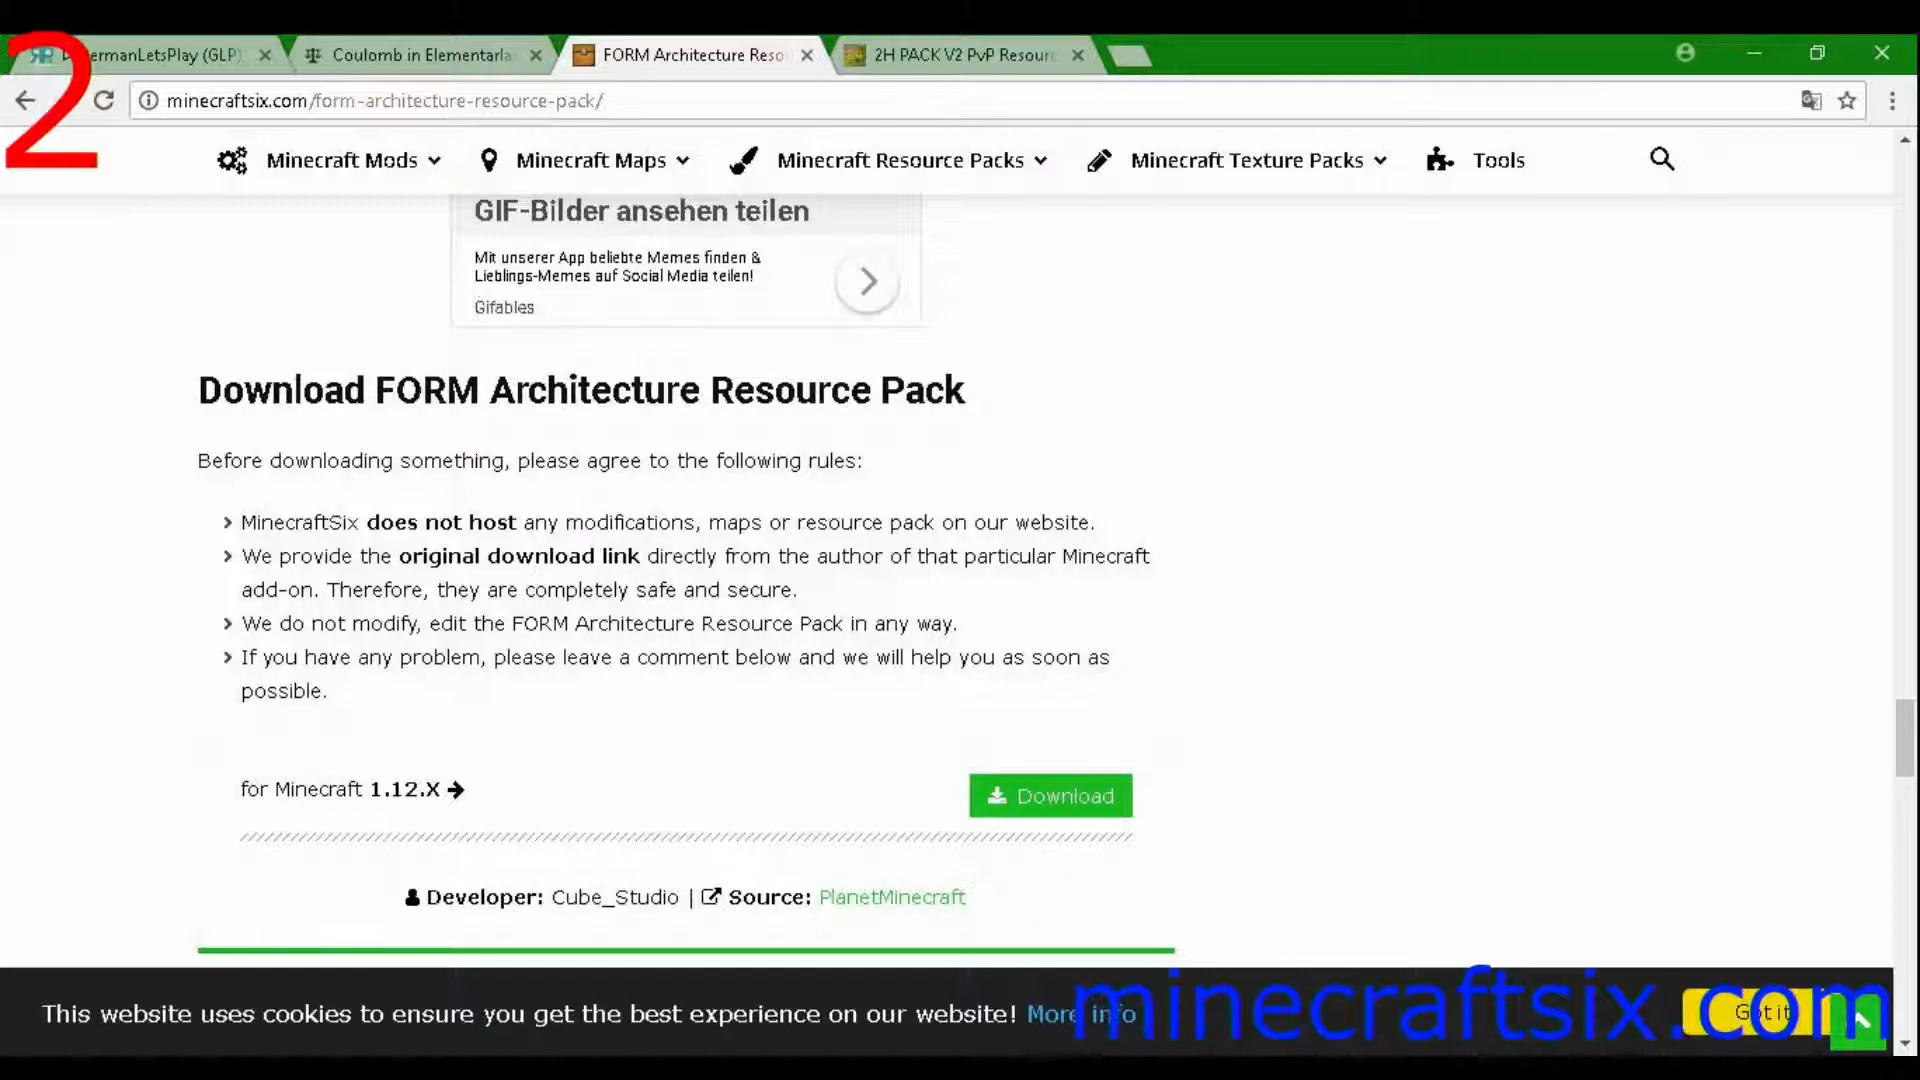 2
ermanLetsPlay (GLP)
Coulomb in Elementarla
FORM Architecture Reso
2H PACK V2 PvP Resour
minecraftsix.com/form-architecture-resource-pack/
Minecraft Mods
Minecraft Maps
Minecraft Resource Packs
Minecraft Texture Packs
Tools
GIF-Bilder ansehen teilen
Mit unserer App beliebte Memes finden &
Lieblings-Memes auf Social Media teilen!
Gifables
Download FORM Architecture Resource Pack
Before downloading something, please agree to the following rules:
MinecraftSix does not host any modifications, maps or resource pack on our website.
We provide the original download link directly from the author of that particular Minecraft
add-on. Therefore, they are completely safe and secure.
We do not modify, edit the FORM Architecture Resource Pack in any way.
If you have any problem, please leave a comment below and we will help you as soon as
possible.
for Minecraft 1.12.X
Download
Developer: Cube_Studio | Source: PlanetMinecraft
This website uses cookies to ensure you get the best experience on our website! More info
Got it
minecraftsix.com